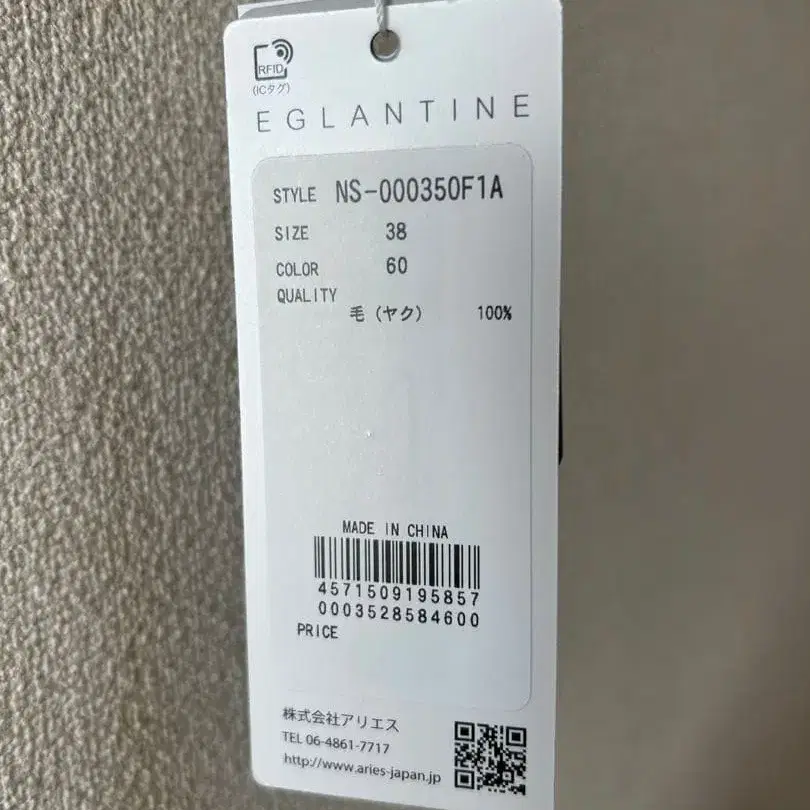 RFID
(ICタグ)
EGLANTINE
STYLE NS-000350F1A
SIZE 38
COLOR 60
QUALITY
毛(ヤク) 100%
MADE IN CHINA
4571509195857
0003528584600
PRICE
株式会社アリエス
TEL 06-4861-7717
http://www.aries-japan.jp